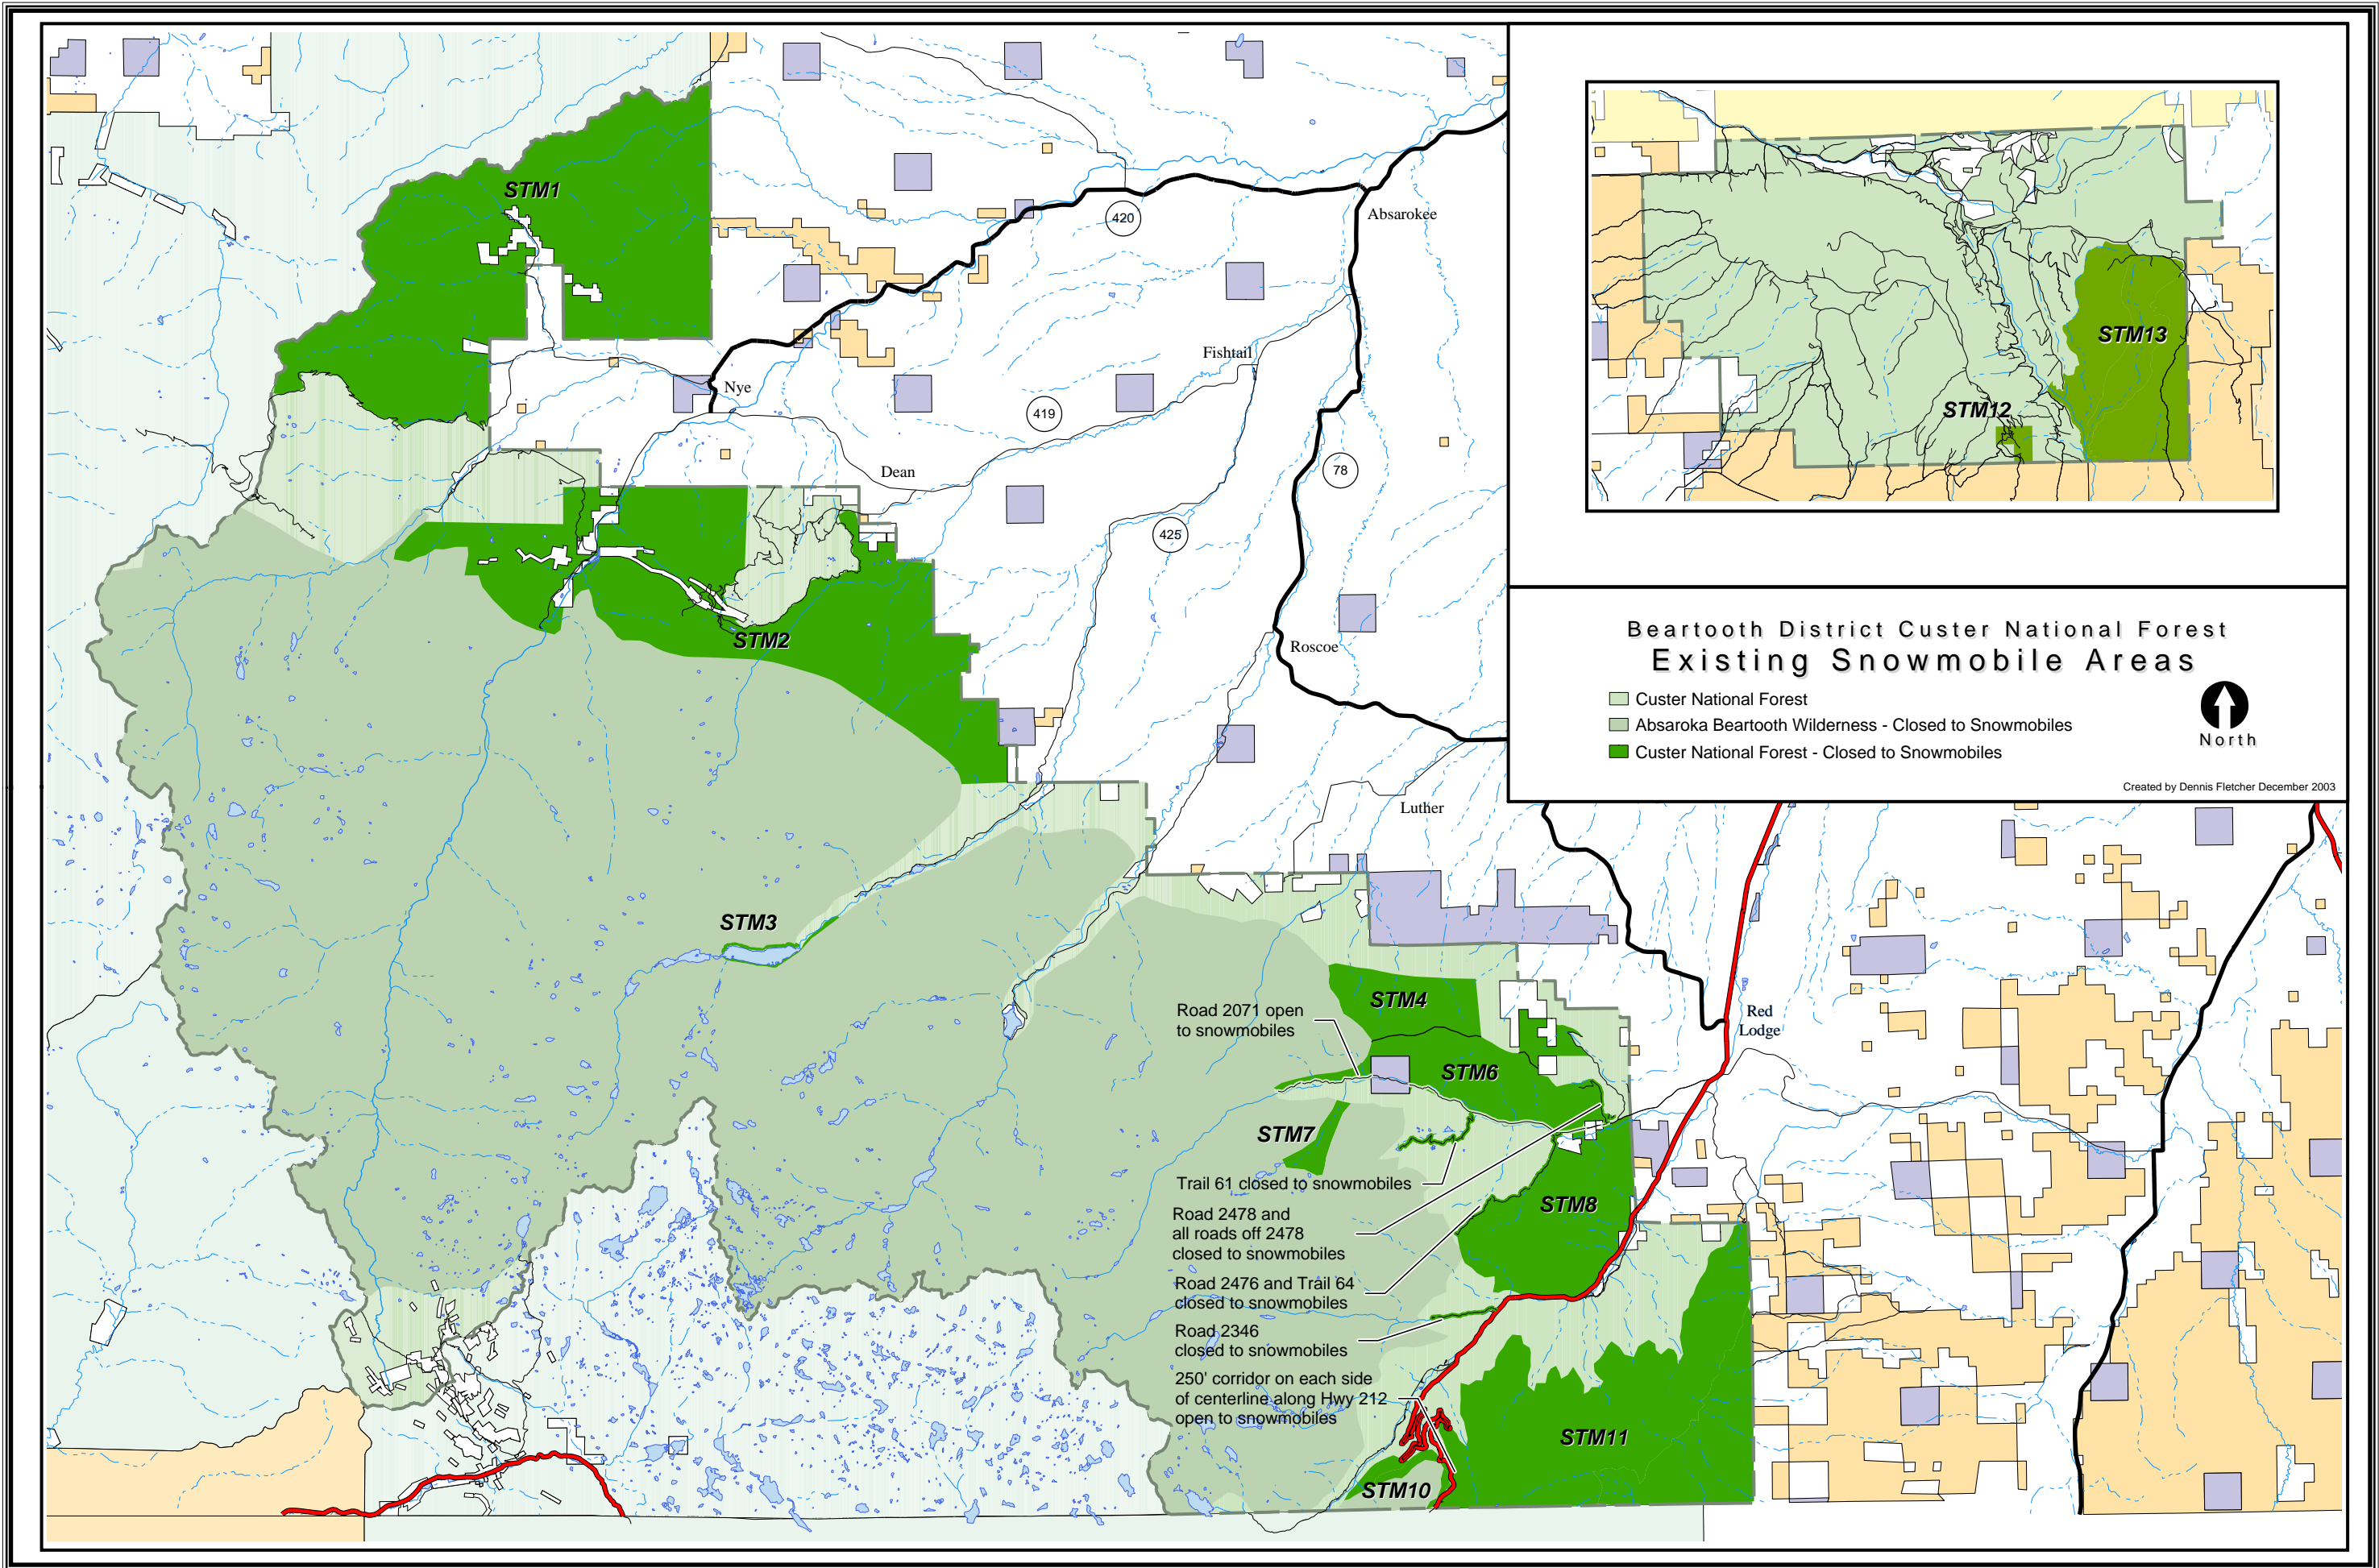 STM1
420
Absarokee
Fishtail
Nye
419
Dean
78
425
STM2
Roscoe
Luther
STM13
STM12
Beartooth District Custer National Forest
Existing Snowmobile Areas
Custer National Forest
Absaroka Beartooth Wilderness - Closed to Snowmobiles
Custer National Forest - Closed to Snowmobiles
North
Created by Dennis Fletcher December 2003
STM3
STM4
Road 2071 open
to snowmobiles
Red
Lodge
STM6
STM7
Trail 61 closed to snowmobiles
STM8
Road 2478 and
all roads off 2478
closed to snowmobiles
Road 2476 and Trail 64
closed to snowmobiles
Road 2346
closed to snowmobiles
250' corridor on each side
of centerline along Hwy 212
open to snowmobiles
STM11
STM10